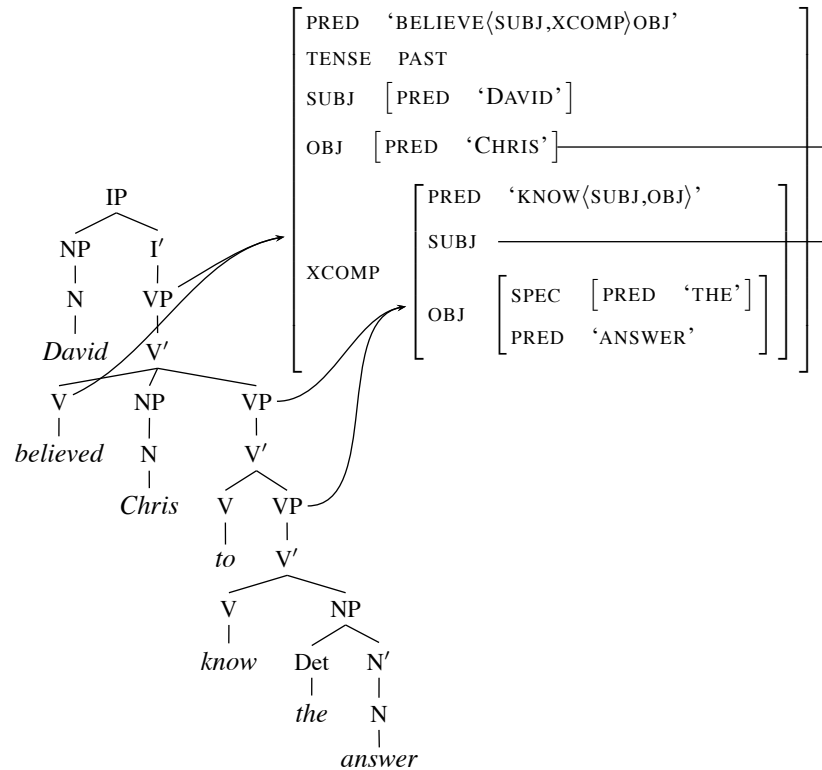 PRED ‘BELIEVE⟨SUBJ,XCOMP⟩OBJ’
TENSE PAST
SUBJ [PRED ‘DAVID’]
OBJ [PRED ‘CHRIS’]
XCOMP
PRED ‘KNOW⟨SUBJ,OBJ⟩’
SUBJ
OBJ
SPEC [PRED ‘THE’]
PRED ‘ANSWER’
IP
NP I′
N VP
David V′
V NP VP
believed N V′
Chris V VP
to V′
V NP
know Det N′
the N
answer